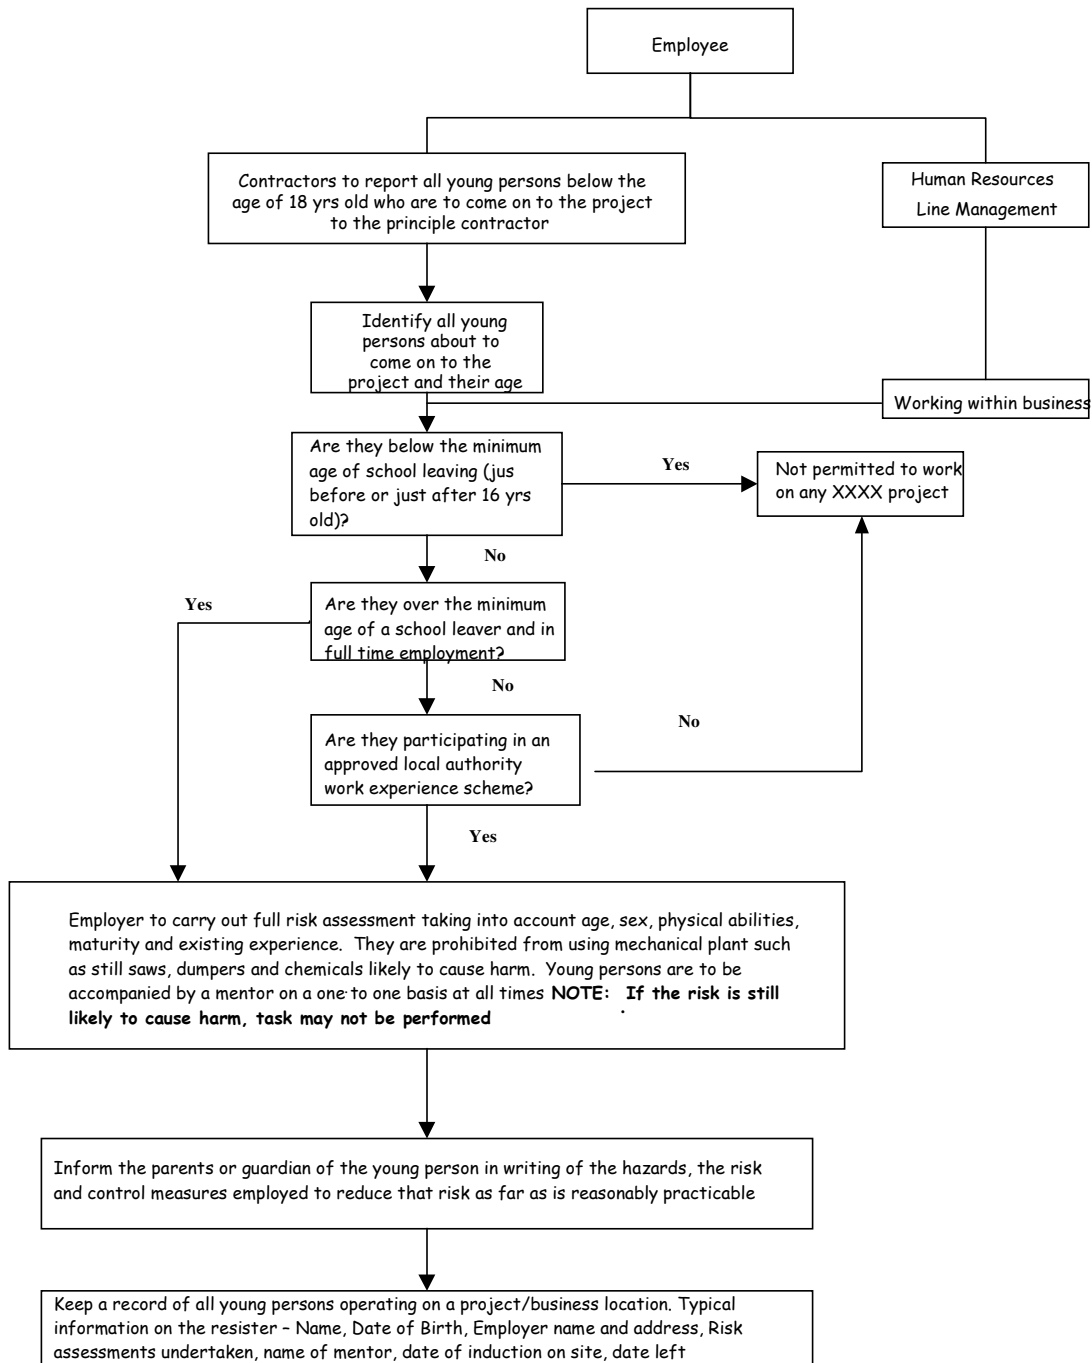 Employee
Contractors to report all young persons below the
age of 18 yrs old who are to come on to the project
to the principle contractor
Human Resources
Line Management
Identify all young
persons about to
come on to the
project and their age
Working within business
Are they below the minimum
age of school leaving (jus
before or just after 16 yrs
old)?
Yes
Not permitted to work
on any XXXX project
No
Yes
Are they over the minimum
age of a school leaver and in
full time employment?
No
No
Are they participating in an
approved local authority
work experience scheme?
Yes
Employer to carry out full risk assessment taking into account age, sex, physical abilities,
maturity and existing experience.  They are prohibited from using mechanical plant such
as still saws, dumpers and chemicals likely to cause harm.  Young persons are to be
accompanied by a mentor on a one-to one basis at all times NOTE:  If the risk is still
likely to cause harm, task may not be performed
.
Inform the parents or guardian of the young person in writing of the hazards, the risk
and control measures employed to reduce that risk as far as is reasonably practicable
Keep a record of all young persons operating on a project/business location. Typical
information on the resister – Name, Date of Birth, Employer name and address, Risk
assessments undertaken, name of mentor, date of induction on site, date left